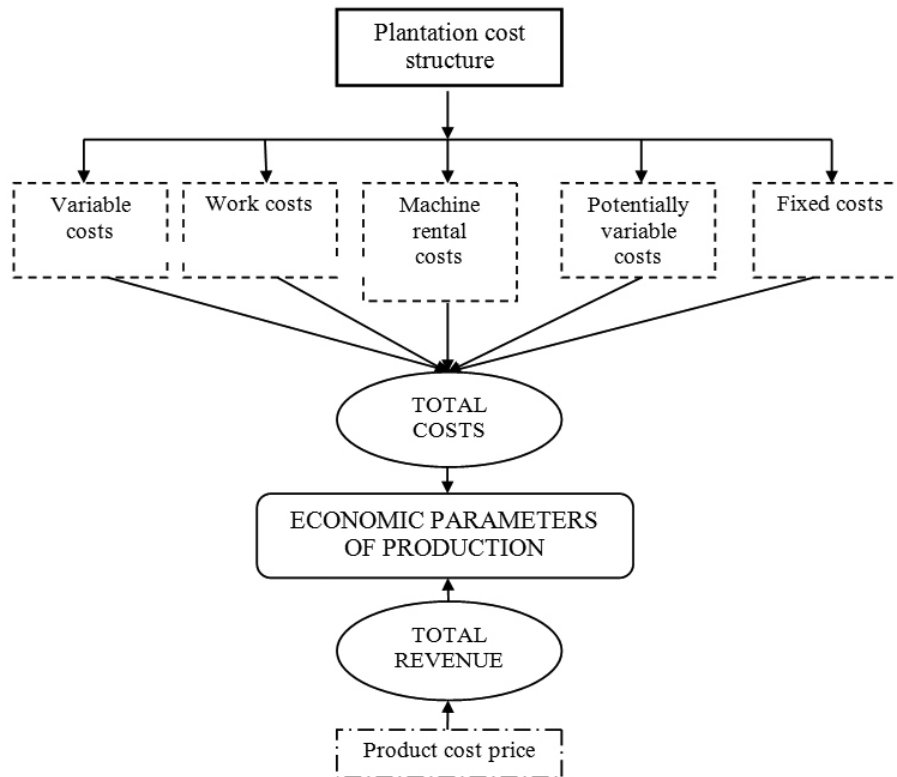 Plantation cost
structure
Variable
costs
Work costs
Machine
rental
costs
Potentially
variable
costs
Fixed costs
TOTAL
COSTS
ECONOMIC PARAMETERS
OF PRODUCTION
TOTAL
REVENUE
Product cost price